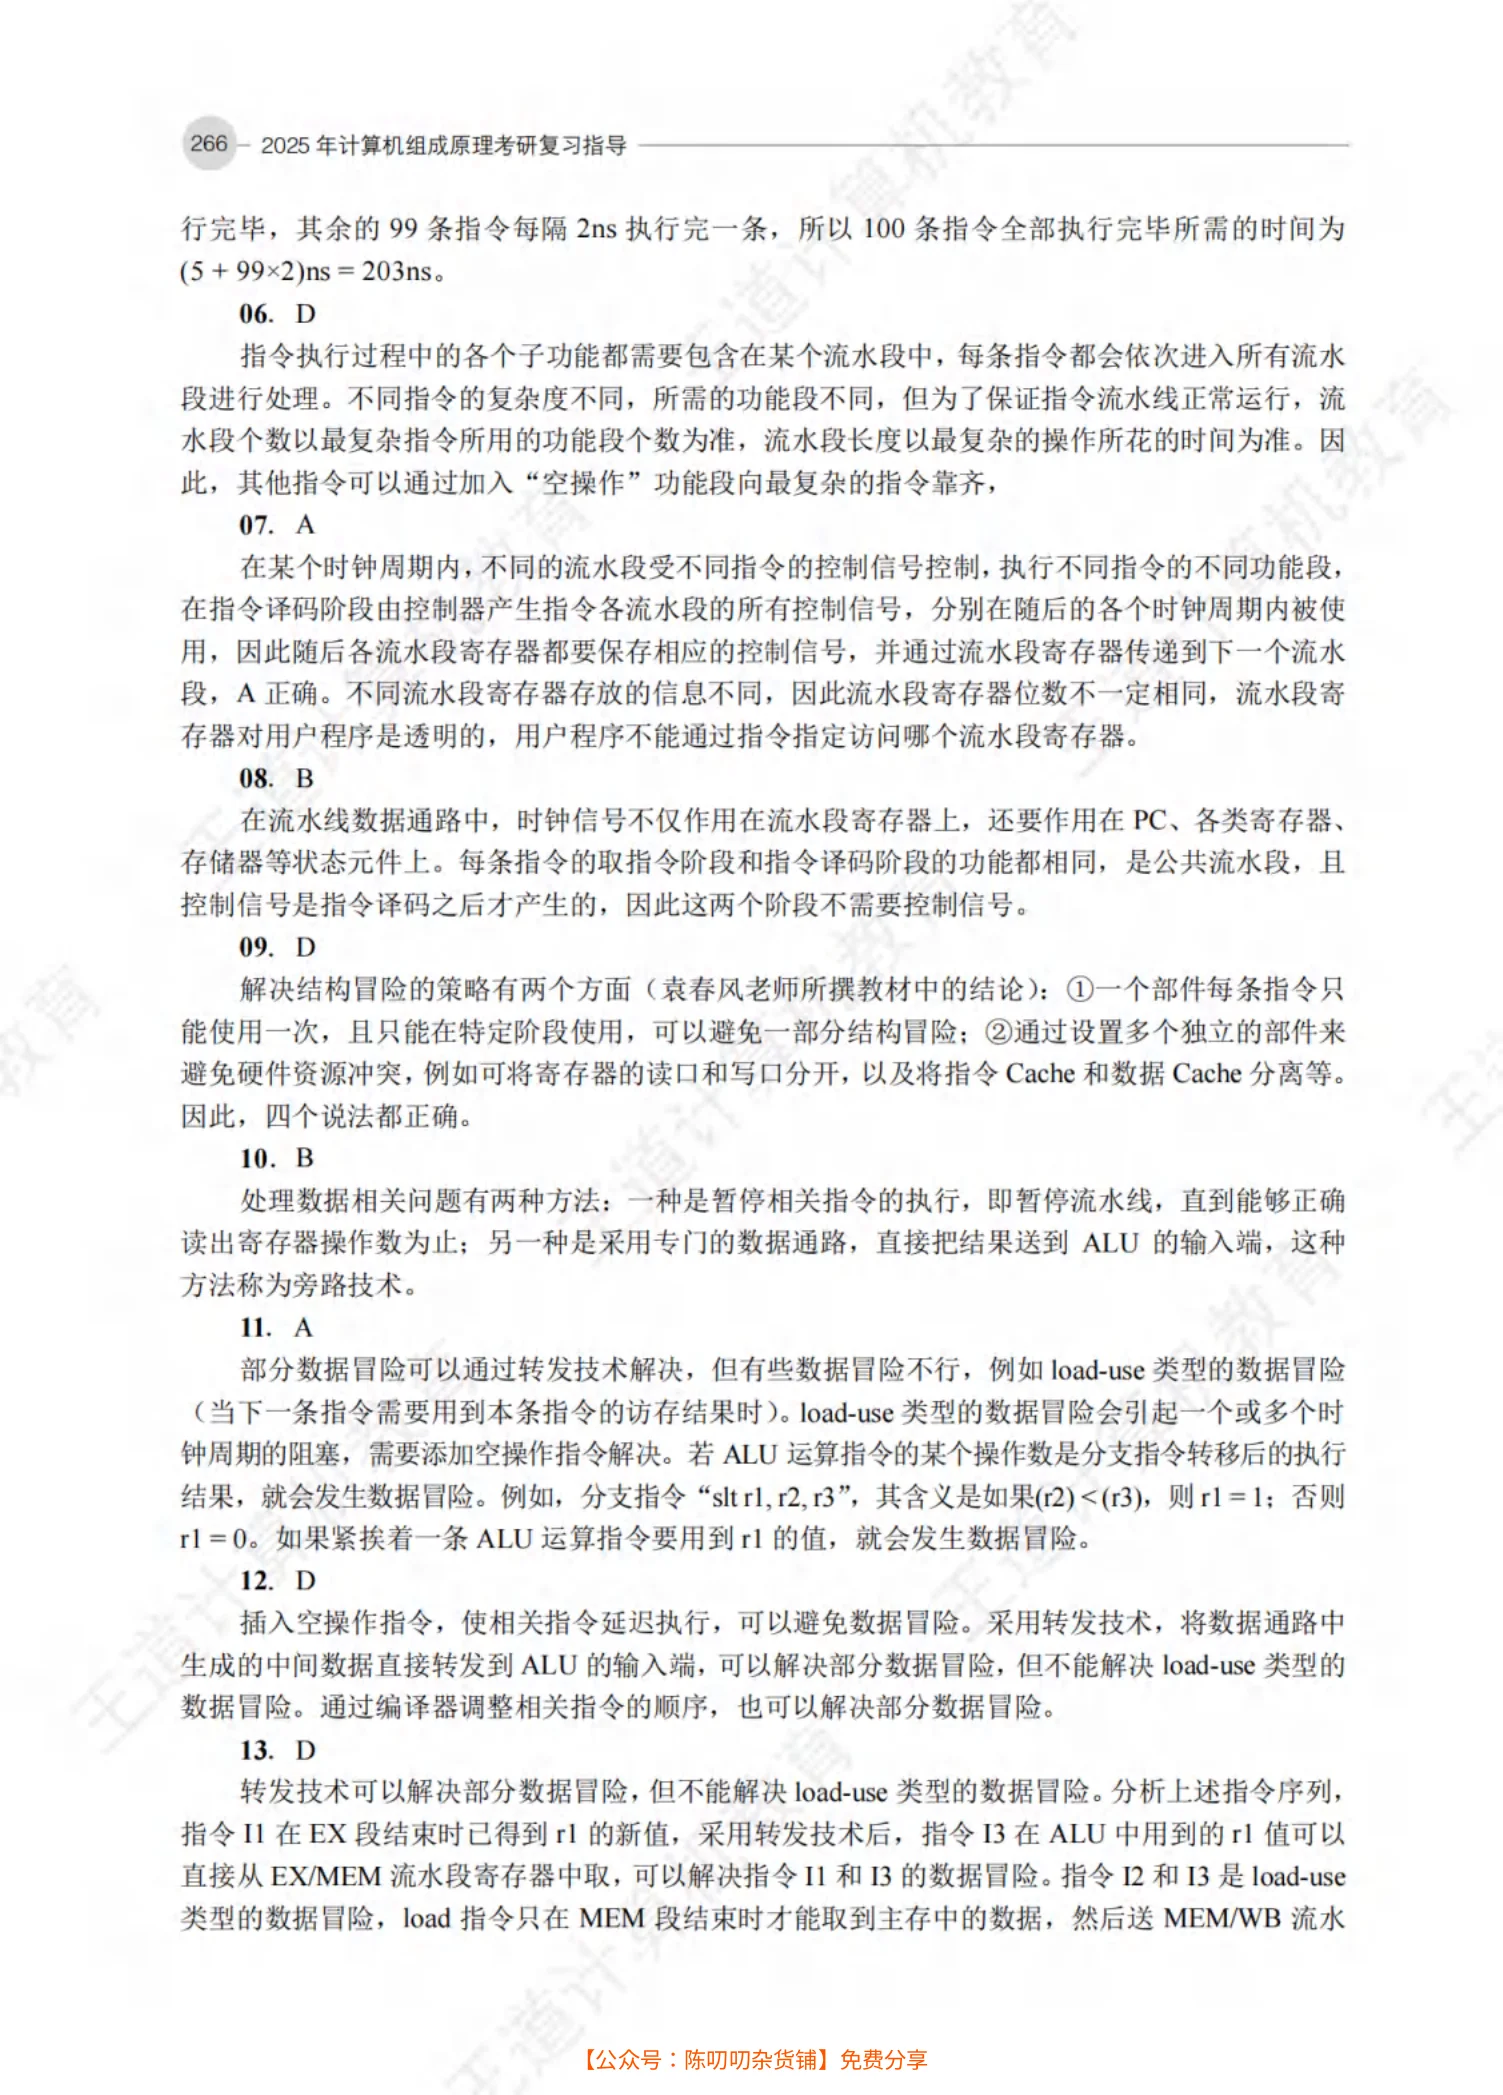 266 2025 年计算机组成原理考研复习指导
行完毕，其余的 99 条指令每隔 2ns 执行完一条，所以 100 条指令全部执行完毕所需的时间为
(5 + 99×2)ns = 203ns。
06. D
指令执行过程中的各个子功能都需要包含在某个流水段中，每条指令都会依次进入所有流水
段进行处理。不同指令的复杂度不同，所需的功能段不同，但为了保证指令流水线正常运行，流
水段个数以最复杂指令所用的功能段个数为准，流水段长度以最复杂的操作所花的时间为准。因
此，其他指令可以通过加入“空操作”功能段向最复杂的指令靠齐，
07. A
在某个时钟周期内，不同的流水段受不同指令的控制信号控制，执行不同指令的不同功能段，
在指令译码阶段由控制器产生指令各流水段的所有控制信号，分别在随后的各个时钟周期内被使
用，因此随后各流水段寄存器都要保存相应的控制信号，并通过流水段寄存器传递到下一个流水
段，A 正确。不同流水段寄存器存放的信息不同，因此流水段寄存器位数不一定相同，流水段寄
存器对用户程序是透明的，用户程序不能通过指令指定访问哪个流水段寄存器。
08. B
在流水线数据通路中，时钟信号不仅作用在流水段寄存器上，还要作用在 PC、各类寄存器、
存储器等状态元件上。每条指令的取指令阶段和指令译码阶段的功能都相同，是公共流水段，且
控制信号是指令译码之后才产生的，因此这两个阶段不需要控制信号。
09. D
解决结构冒险的策略有两个方面（袁春风老师所撰教材中的结论）：①一个部件每条指令只
能使用一次，且只能在特定阶段使用，可以避免一部分结构冒险；②通过设置多个独立的部件来
避免硬件资源冲突，例如可将寄存器的读口和写口分开，以及将指令 Cache 和数据 Cache 分离等。
因此，四个说法都正确。
10. B
处理数据相关问题有两种方法：一种是暂停相关指令的执行，即暂停流水线，直到能够正确
读出寄存器操作数为止；另一种是采用专门的数据通路，直接把结果送到 ALU 的输入端，这种
方法称为旁路技术。
11. A
部分数据冒险可以通过转发技术解决，但有些数据冒险不行，例如 load-use 类型的数据冒险
（当下一条指令需要用到本条指令的访存结果时）。load-use 类型的数据冒险会引起一个或多个时
钟周期的阻塞，需要添加空操作指令解决。若 ALU 运算指令的某个操作数是分支指令转移后的执行
结果，就会发生数据冒险。例如，分支指令“slt r1, r2, r3”，其含义是如果(r2) < (r3)，则 r1 = 1；否则
r1 = 0。如果紧挨着一条 ALU 运算指令要用到 r1 的值，就会发生数据冒险。
12. D
插入空操作指令，使相关指令延迟执行，可以避免数据冒险。采用转发技术，将数据通路中
生成的中间数据直接转发到 ALU 的输入端，可以解决部分数据冒险，但不能解决 load-use 类型的
数据冒险。通过编译器调整相关指令的顺序，也可以解决部分数据冒险。
13. D
转发技术可以解决部分数据冒险，但不能解决 load-use 类型的数据冒险。分析上述指令序列，
指令 I1 在 EX 段结束时已得到 r1 的新值，采用转发技术后，指令 I3 在 ALU 中用到的 r1 值可以
直接从 EX/MEM 流水段寄存器中取，可以解决指令 I1 和 I3 的数据冒险。指令 I2 和 I3 是 load-use
类型的数据冒险，load 指令只在 MEM 段结束时才能取到主存中的数据，然后送 MEM/WB 流水
【公众号：陈叨叨杂货铺】免费分享
王道计算机教育